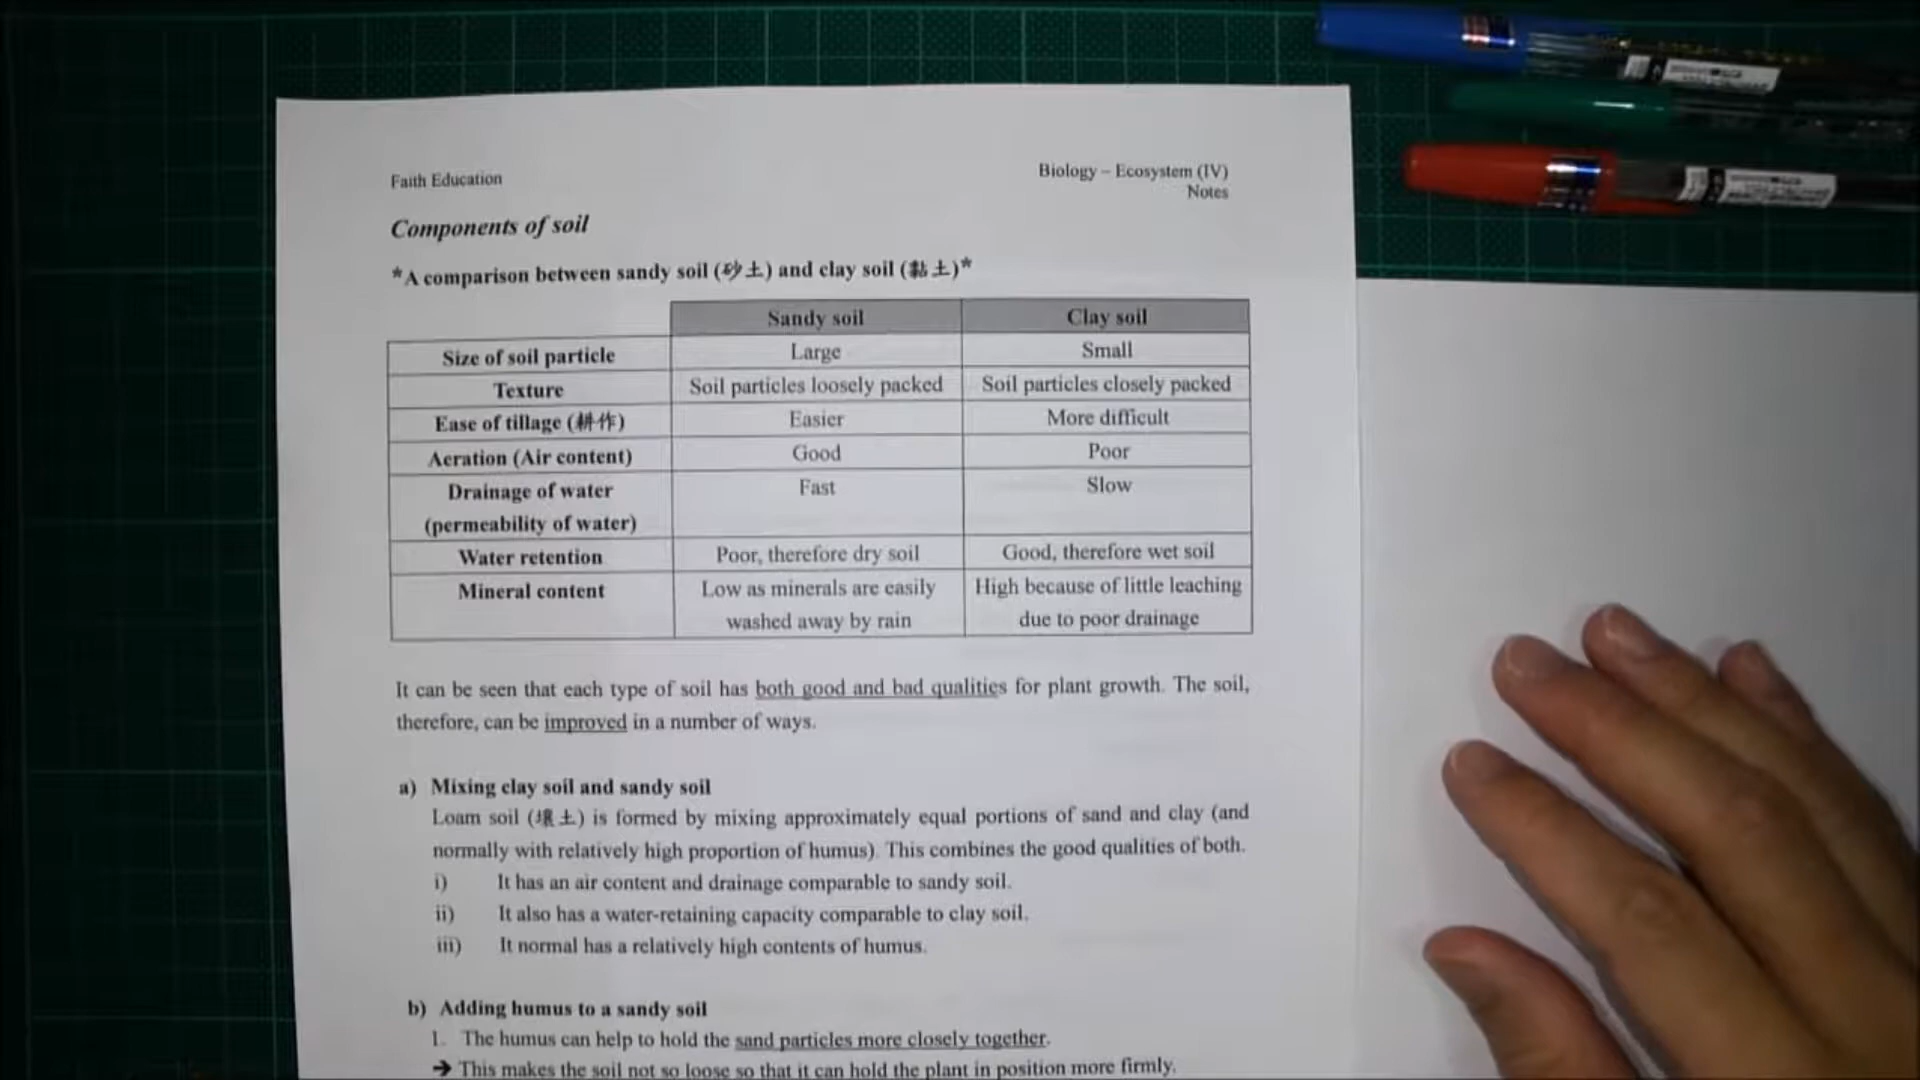 Faith Education
Biology – Ecosystem (IV)
Notes
Components of soil
*A comparison between sandy soil (砂土) and clay soil (黏土)*
Sandy soil Clay soil
Size of soil particle Large Small
Texture Soil particles loosely packed Soil particles closely packed
Ease of tillage (耕作) Easier More difficult
Aeration (Air content) Good Poor
Drainage of water Fast Slow
(permeability of water)
Water retention Poor, therefore dry soil Good, therefore wet soil
Mineral content Low as minerals are easily High because of little leaching
washed away by rain due to poor drainage
It can be seen that each type of soil has both good and bad qualities for plant growth. The soil,
therefore, can be improved in a number of ways.
a) Mixing clay soil and sandy soil
Loam soil (壤土) is formed by mixing approximately equal portions of sand and clay (and
normally with relatively high proportion of humus). This combines the good qualities of both.
i) It has an air content and drainage comparable to sandy soil.
ii) It also has a water-retaining capacity comparable to clay soil.
iii) It normal has a relatively high contents of humus.
b) Adding humus to a sandy soil
1. The humus can help to hold the sand particles more closely together.
➔ This makes the soil not so loose so that it can hold the plant in position more firmly.